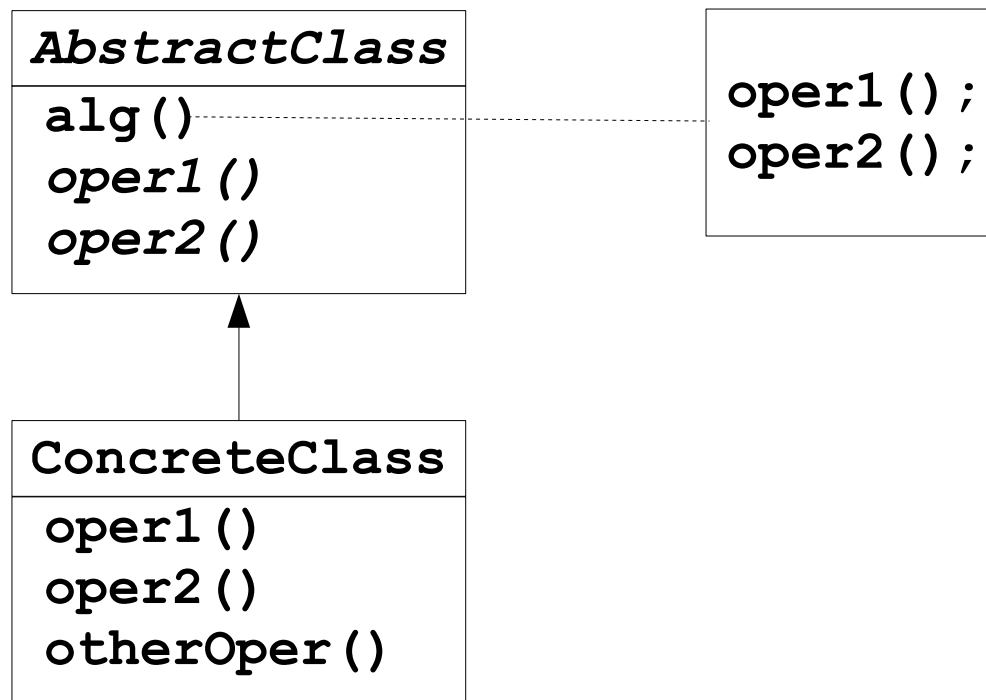 AbstractClass
alg()
oper1()
oper2()
oper1();
oper2();
ConcreteClass
oper1()
oper2()
otherOper()